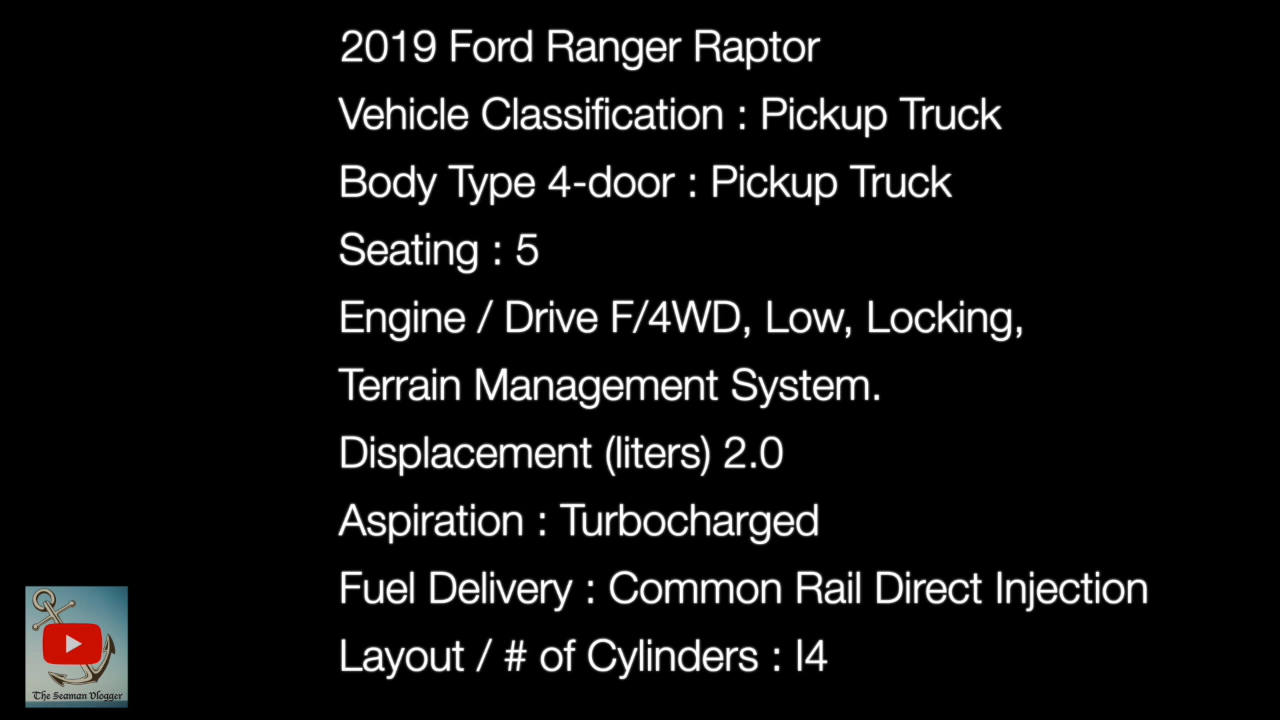 2019 Ford Ranger Raptor
Vehicle Classification : Pickup Truck
Body Type 4-door : Pickup Truck
Seating : 5
Engine / Drive F/4WD, Low, Locking,
Terrain Management System.
Displacement (liters) 2.0
Aspiration : Turbocharged
Fuel Delivery : Common Rail Direct Injection
Layout / # of Cylinders : I4
The Seaman Vlogger